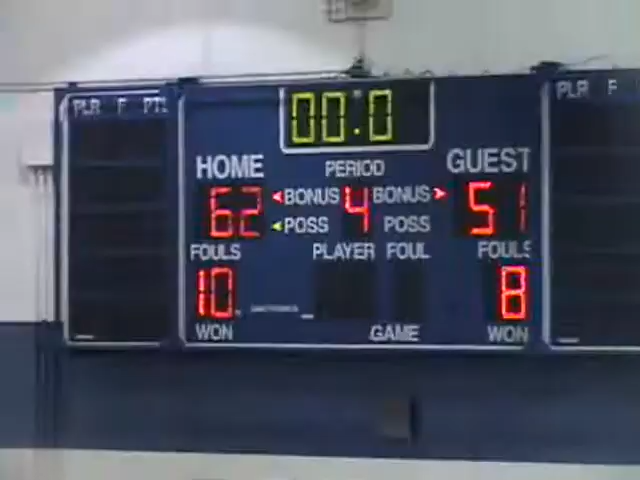 PLR F PTS 00.0 PLR F
HOME PERIOD GUEST
62 BONUS 4 BONUS 51
POSS POSS
FOULS PLAYER FOUL FOULS
10 8
WON GAME WON